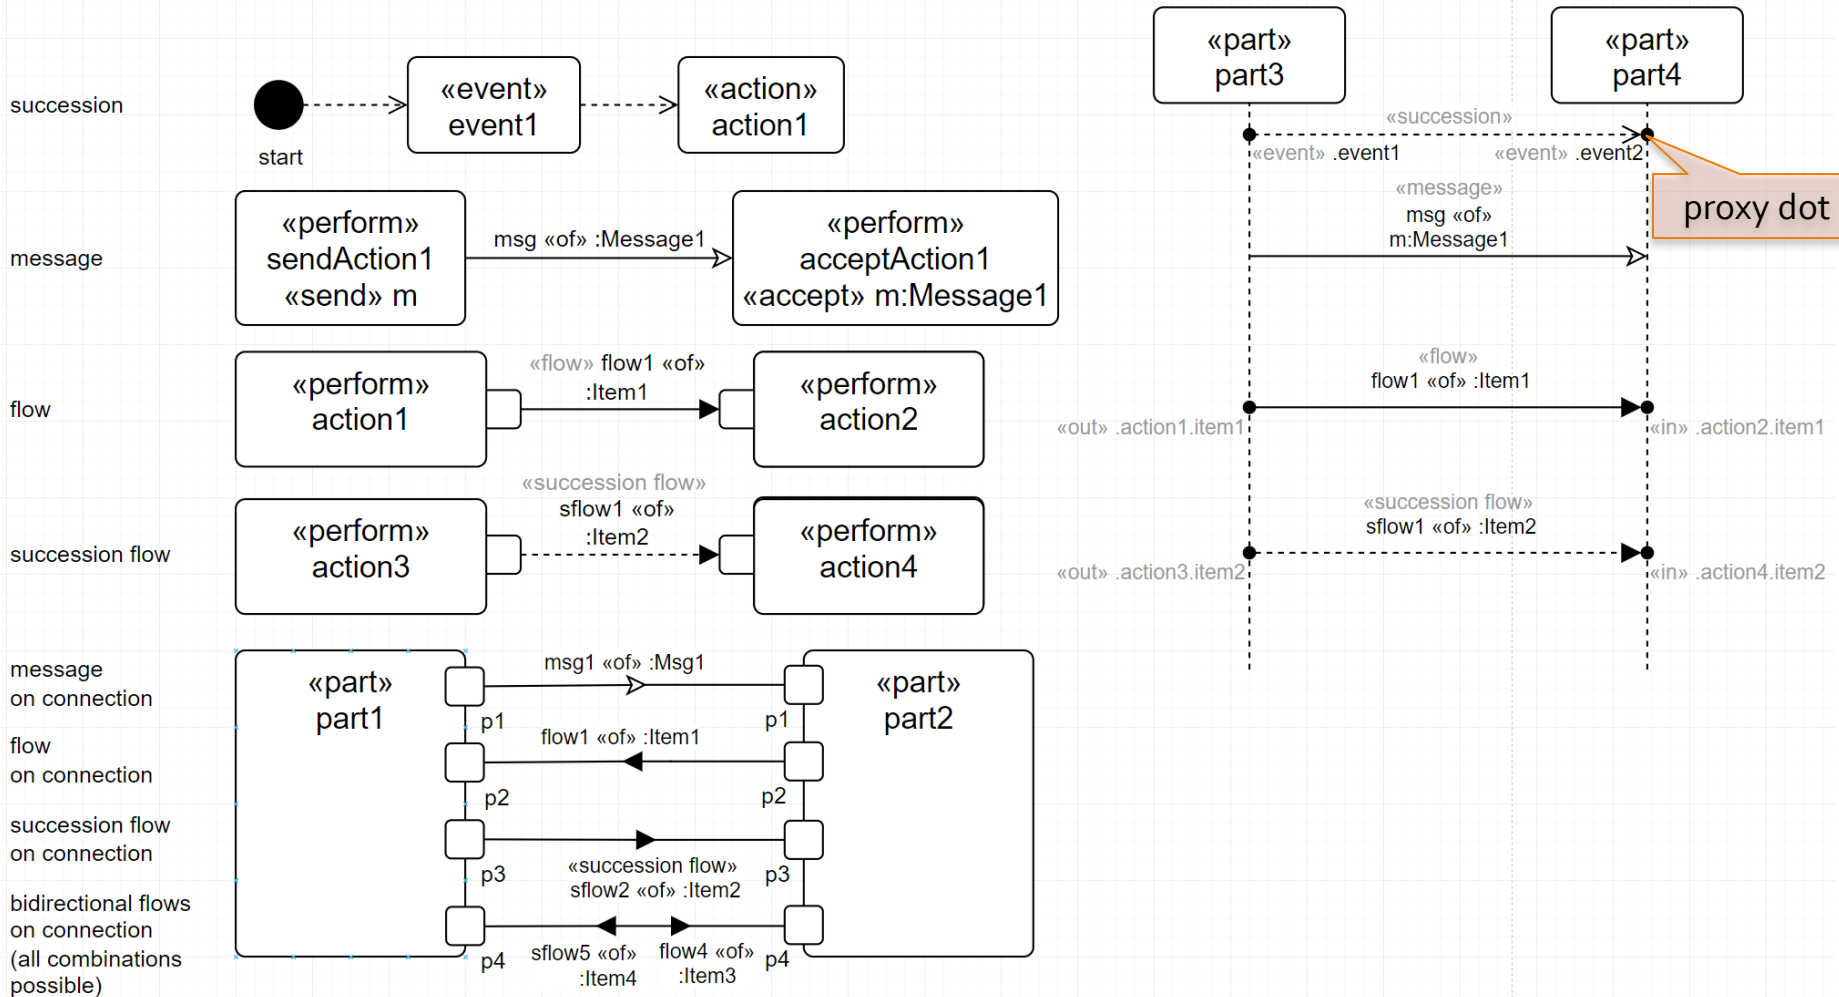 succession
start
«event»
event1
«action»
action1
message
«perform»
sendAction1
«send» m
msg «of» :Message1
«perform»
acceptAction1
«accept» m:Message1
flow
«perform»
action1
«flow» flow1 «of»
:Item1
«perform»
action2
succession flow
«perform»
action3
«succession flow»
sflow1 «of»
:Item2
«perform»
action4
message
on connection
flow
on connection
succession flow
on connection
bidirectional flows
on connection
(all combinations
possible)
«part»
part1
p1
p2
p3
p4
msg1 «of» :Msg1
flow1 «of» :Item1
«succession flow»
sflow2 «of» :Item2
sflow5 «of»
:Item4
flow4 «of»
:Item3
p1
p2
p3
p4
«part»
part2
«part»
part3
«part»
part4
«succession»
«event» .event1
«event» .event2
proxy dot
«message»
msg «of»
m:Message1
«flow»
flow1 «of» :Item1
«out» .action1.item1
«in» .action2.item1
«succession flow»
sflow1 «of» :Item2
«out» .action3.item2
«in» .action4.item2